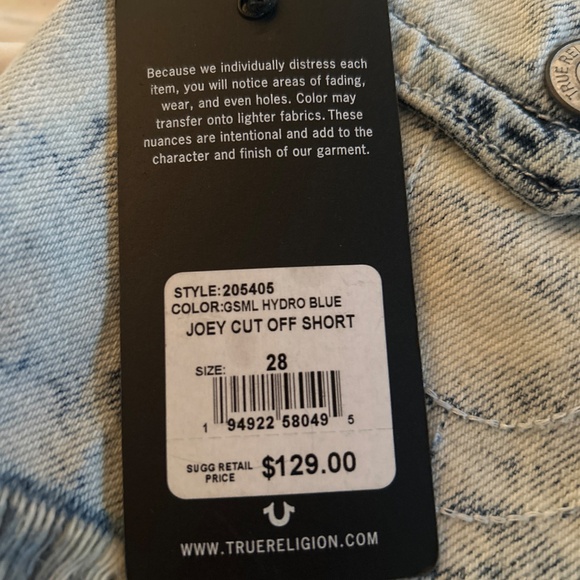 Because we individually distress each
item, you will notice areas of fading,
wear, and even holes. Color may
transfer onto lighter fabrics. These
nuances are intentional and add to the
character and finish of our garment.
STYLE:205405
COLOR:GSML HYDRO BLUE
JOEY CUT OFF SHORT
SIZE: 28
1 94922 58049 5
SUGG RETAIL
PRICE $129.00
WWW.TRUERELIGION.COM
TRUE